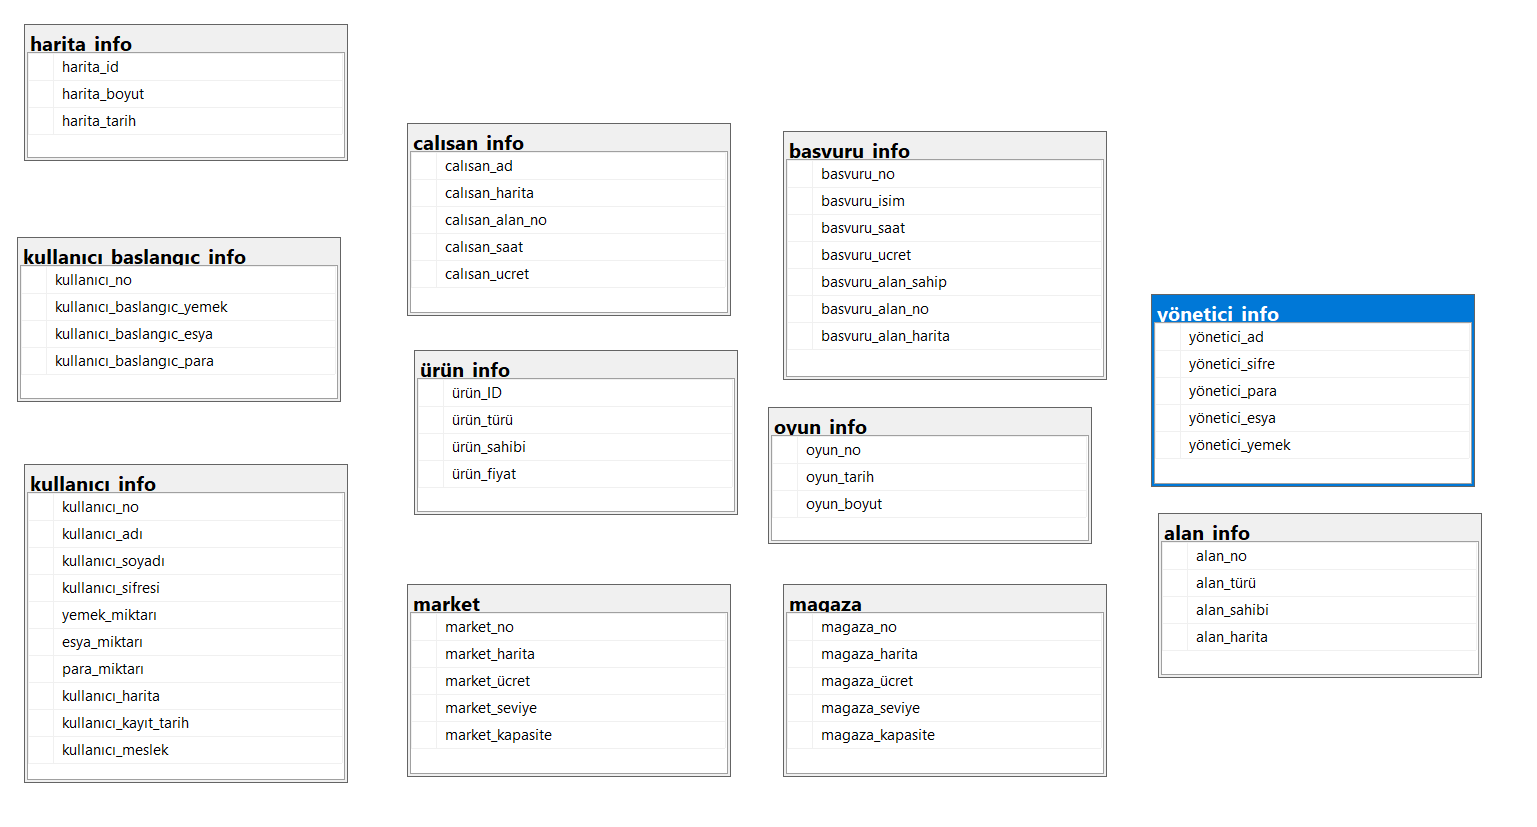 harita_info
harita_id
harita_boyut
harita_tarih
kullanıcı_baslangıc_info
kullanıcı_no
kullanıcı_baslangıc_yemek
kullanıcı_baslangıc_esya
kullanıcı_baslangıc_para
kullanıcı_info
kullanıcı_no
kullanıcı_adı
kullanıcı_soyadı
kullanıcı_sifresi
yemek_miktarı
esya_miktarı
para_miktarı
kullanıcı_harita
kullanıcı_kayıt_tarih
kullanıcı_meslek
calısan_info
calısan_ad
calısan_harita
calısan_alan_no
calısan_saat
calısan_ucret
ürün_info
ürün_ID
ürün_türü
ürün_sahibi
ürün_fiyat
market
market_no
market_harita
market_ücret
market_seviye
market_kapasite
basvuru_info
basvuru_no
basvuru_isim
basvuru_saat
basvuru_ucret
basvuru_alan_sahip
basvuru_alan_no
basvuru_alan_harita
oyun_info
oyun_no
oyun_tarih
oyun_boyut
magaza
magaza_no
magaza_harita
magaza_ücret
magaza_seviye
magaza_kapasite
yönetici_info
yönetici_ad
yönetici_sifre
yönetici_para
yönetici_esya
yönetici_yemek
alan_info
alan_no
alan_türü
alan_sahibi
alan_harita